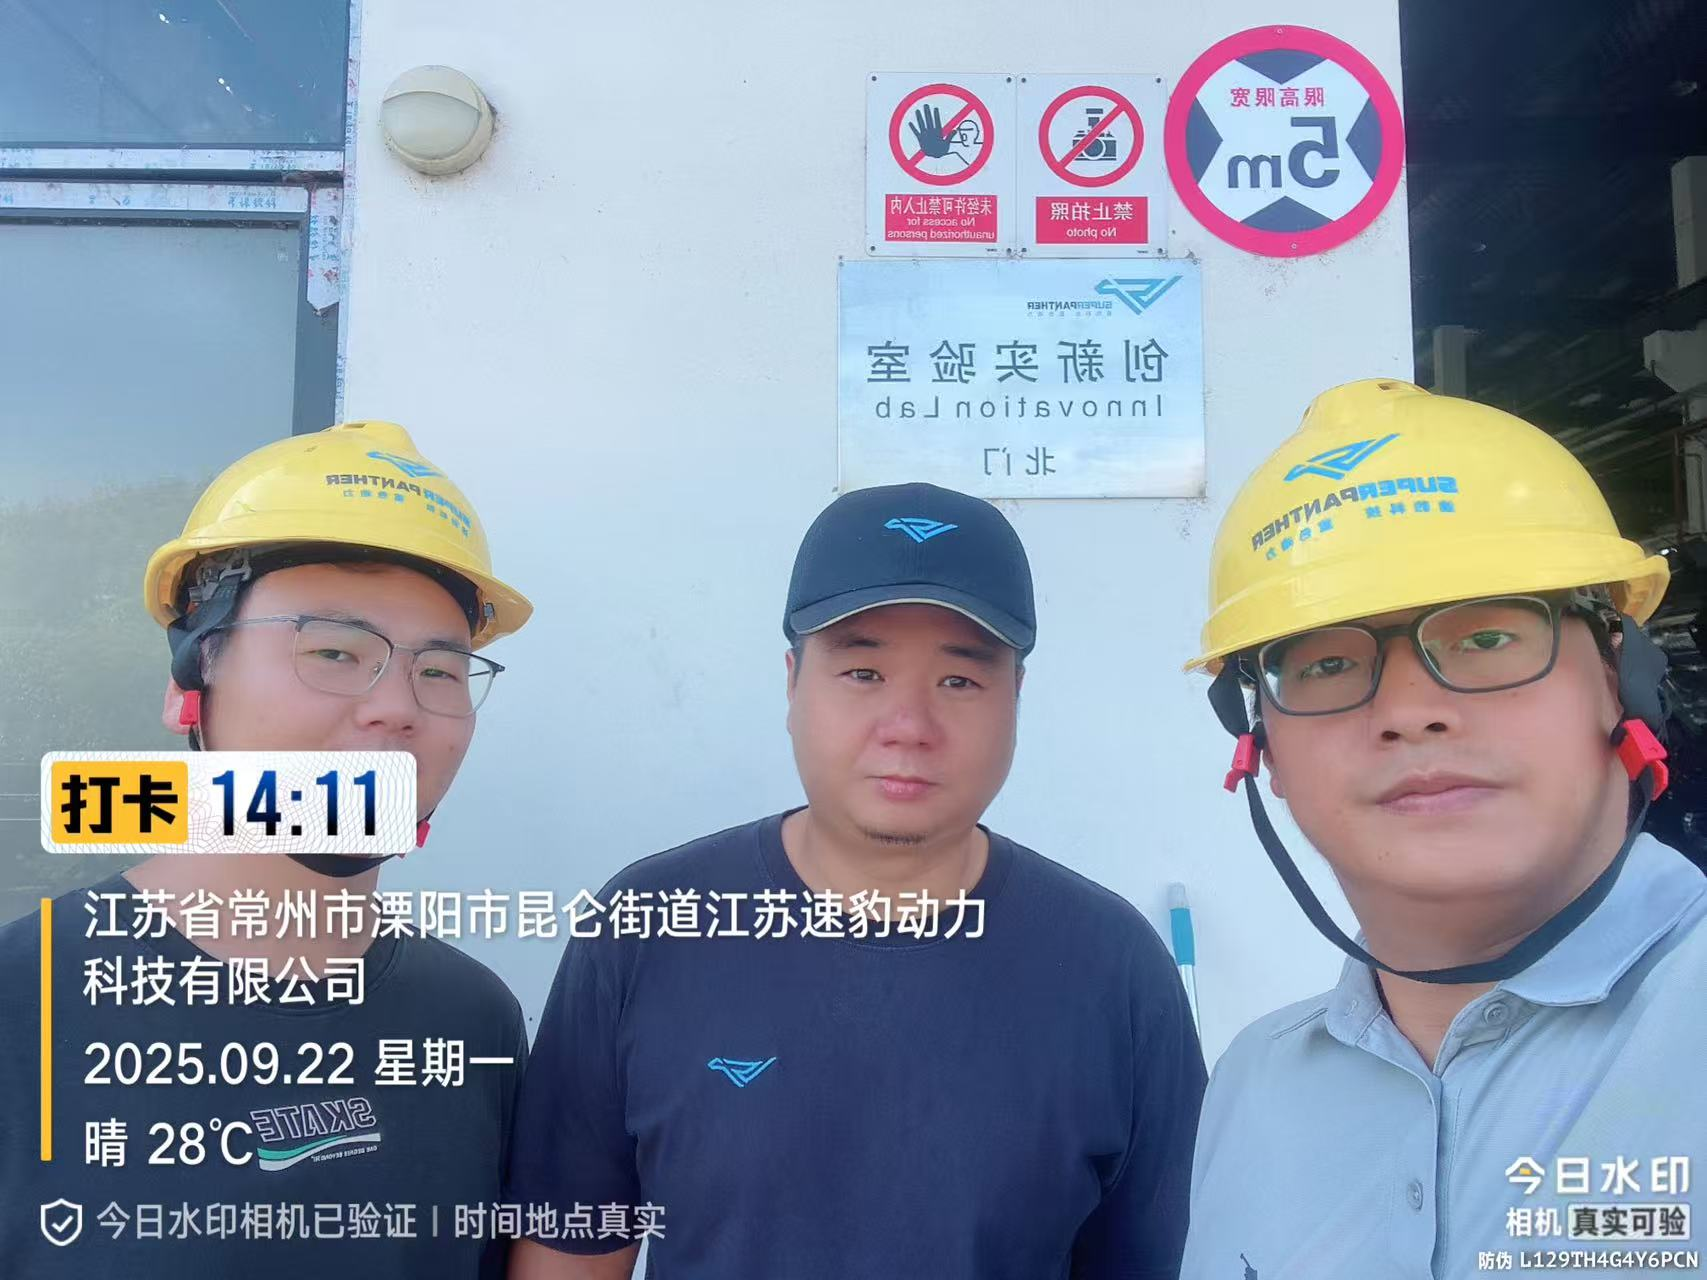 限高限宽
5m
未经许可禁止入内
No access for
unauthorized persons
禁止拍照
No photo
SUPERPANTHER
创新实验室
Innovation Lab
北门
SUPERPANTHER
SUPERPANTHER
速豹科技 蓝色动力
打卡 14:11
江苏省常州市溧阳市昆仑街道江苏速豹动力
科技有限公司
2025.09.22 星期一
晴 28℃
SKATE
今日水印相机已验证 | 时间地点真实
今日水印
相机 真实可验
防伪 L129TH4G4Y6PCN